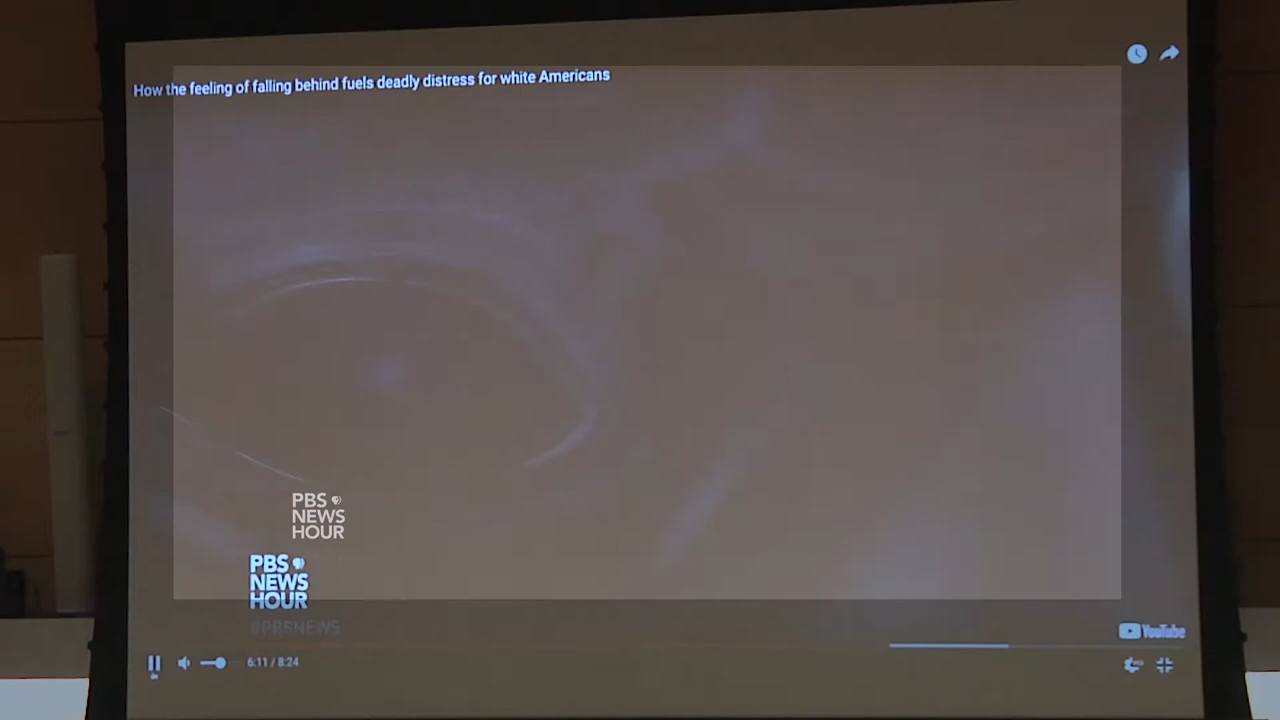 How the feeling of falling behind fuels deadly distress for white Americans
PBS
NEWS
HOUR
PBS
NEWS
HOUR
#PBSNEWS
YouTube
6:11 / 8:24